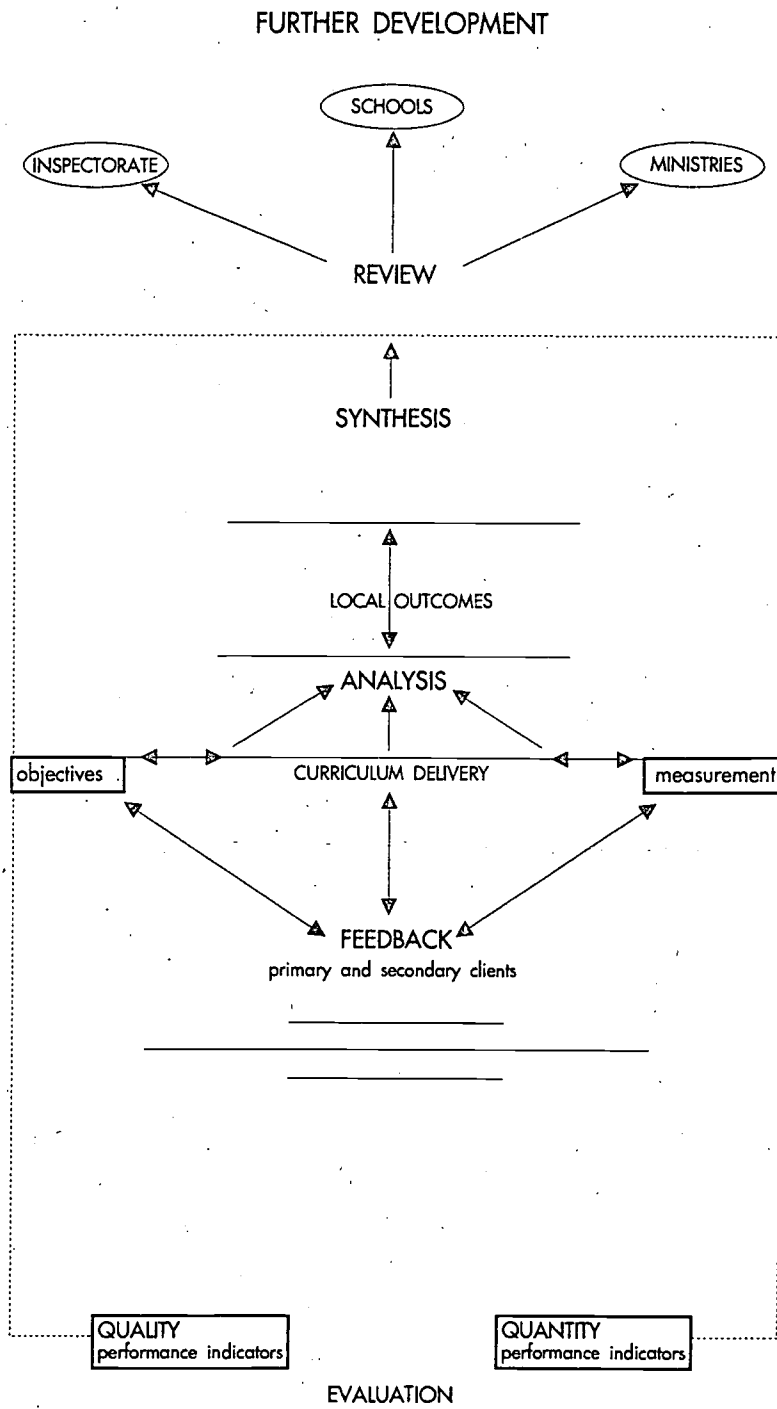 FURTHER DEVELOPMENT
SCHOOLS
INSPECTORATE
MINISTRIES
REVIEW
SYNTHESIS
LOCAL OUTCOMES
ANALYSIS
objectives
CURRICULUM DELIVERY
measurement
FEEDBACK
primary and secondary clients
QUALITY
performance indicators
QUANTITY
performance indicators
EVALUATION